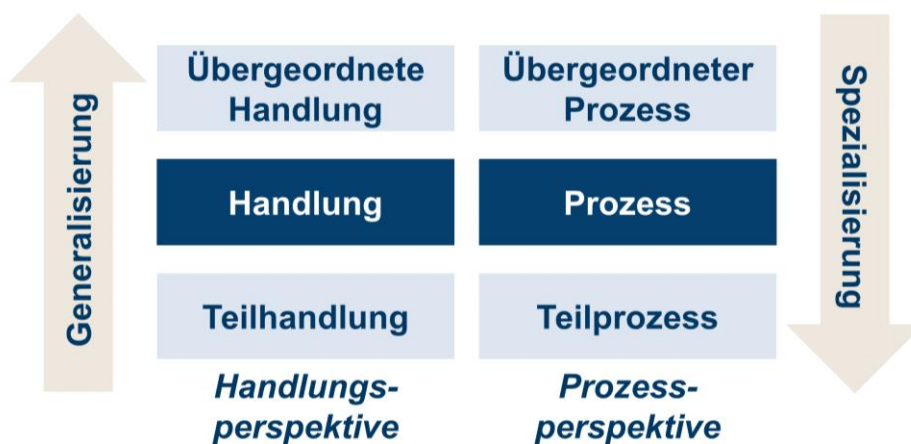 Generalisierung
Übergeordnete
Handlung
Übergeordneter
Prozess
Handlung
Prozess
Teilhandlung
Teilprozess
Handlungs-
perspektive
Prozess-
perspektive
Spezialisierung